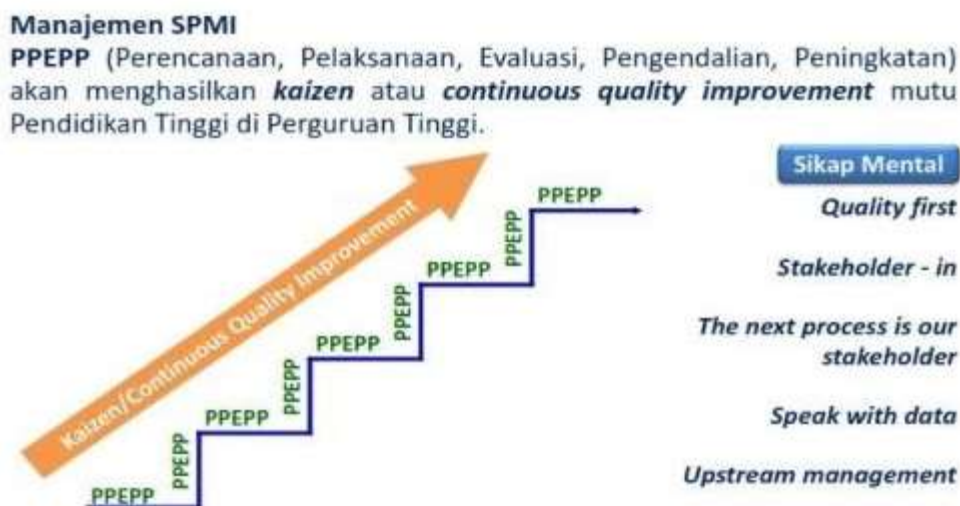 Manajemen SPMI
PPEPP (Perencanaan, Pelaksanaan, Evaluasi, Pengendalian, Peningkatan)
akan menghasilkan kaizen atau continuous quality improvement mutu
Pendidikan Tinggi di Perguruan Tinggi.
Kaizen/Continuous Quality Improvement
PPEPP
PPEPP
PPEPP
PPEPP
PPEPP
PPEPP
PPEPP
PPEPP
PPEPP
Sikap Mental
Quality first
Stakeholder - in
The next process is our
stakeholder
Speak with data
Upstream management